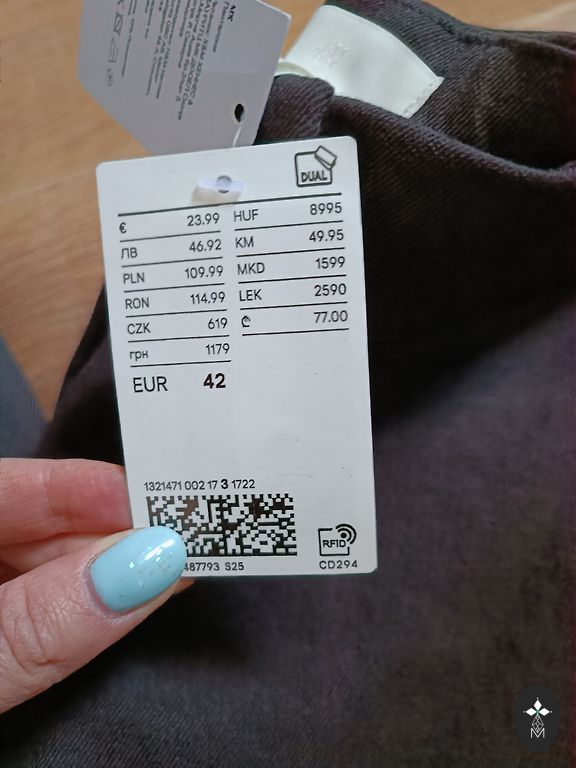 DUAL
€ 23.99 HUF 8995
ЛВ 46.92 KM 49.95
PLN 109.99 MKD 1599
RON 114.99 LEK 2590
CZK 619 ₾ 77.00
грн 1179
EUR 42
1321471 002 17 3 1722
RFID
487793 S25
CD294
M